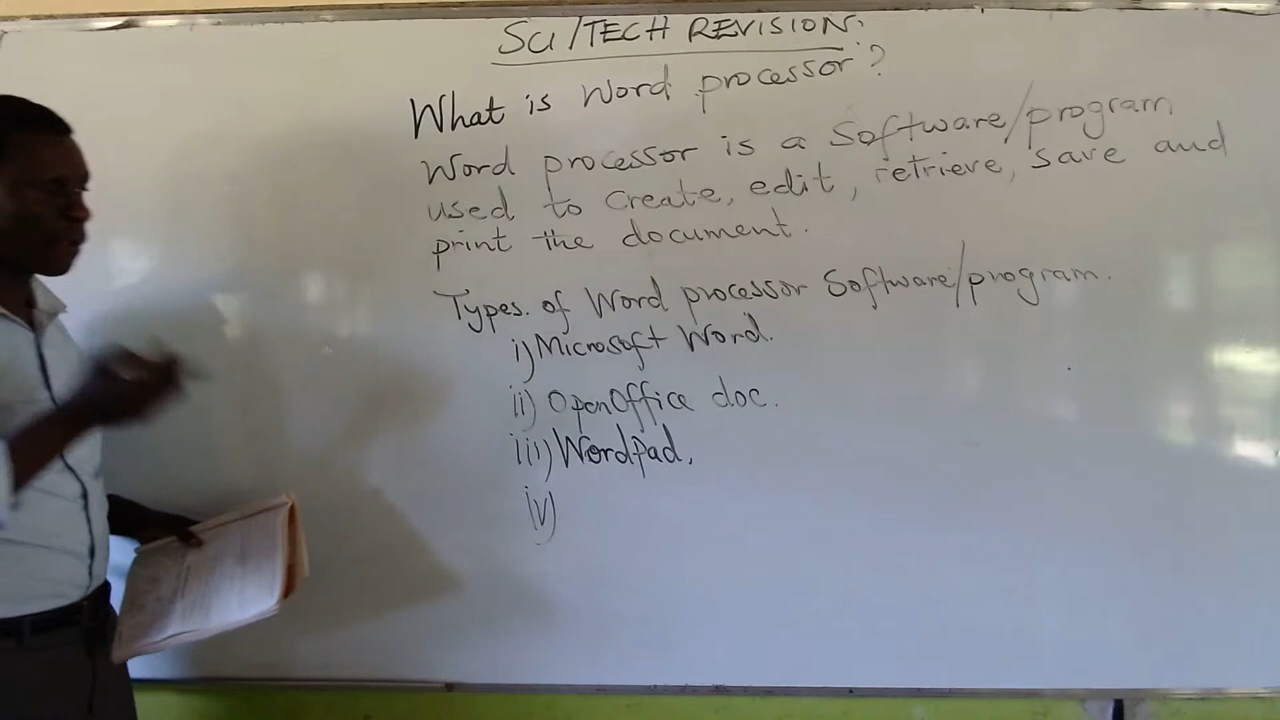 SCI/TECH REVISION.
What is Word processor?
Word processor is a Software/program
used to create, edit, retrieve, save and
print the document.
Types. of Word processor Software/program.
i) Microsoft Word.
ii) OpenOffice doc.
iii) WordPad,
iv)